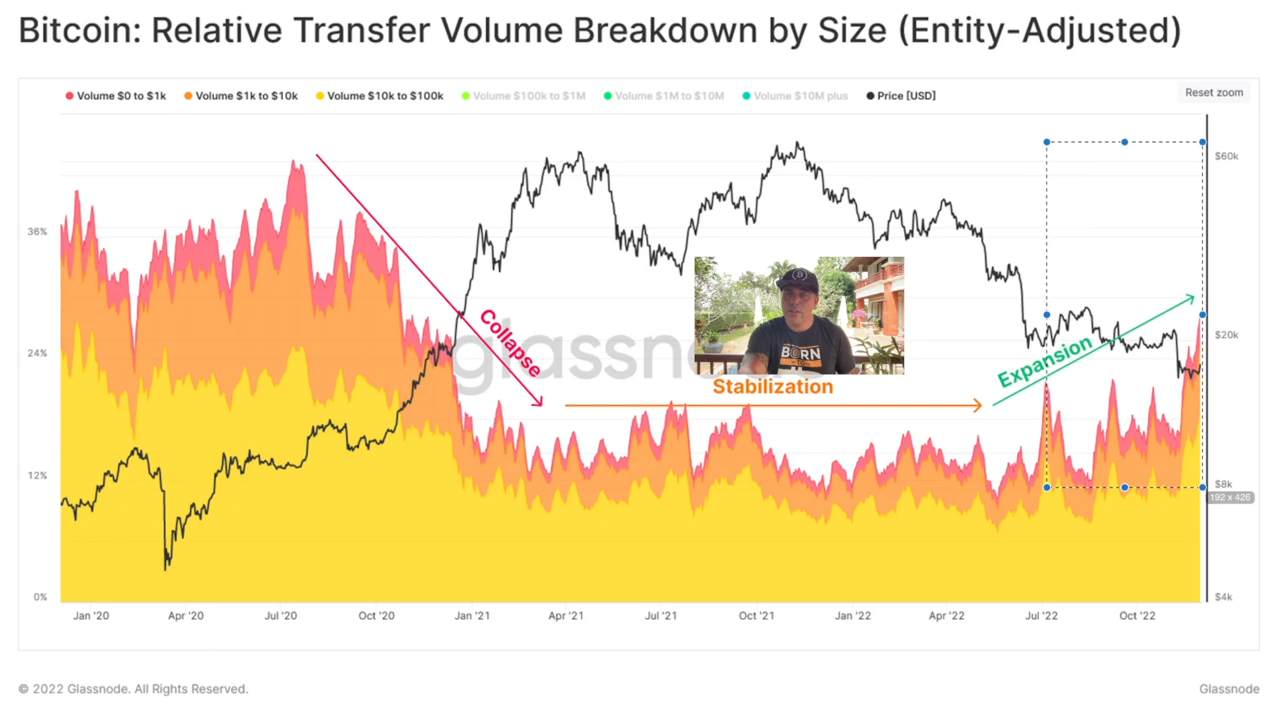 Bitcoin: Relative Transfer Volume Breakdown by Size (Entity-Adjusted)
Volume $0 to $1k Volume $1k to $10k Volume $10k to $100k Volume $100k to $1M Volume $1M to $10M Volume $10M plus Price [USD]
Reset zoom
$60k
36%
Collapse
glassno
$20k
24%
BORN
Expansion
Stabilization
12%
$8k
192 x 426
0%
$4k
Jan '20 Apr '20 Jul '20 Oct '20 Jan '21 Apr '21 Jul '21 Oct '21 Jan '22 Apr '22 Jul '22 Oct '22
© 2022 Glassnode. All Rights Reserved.
Glassnode